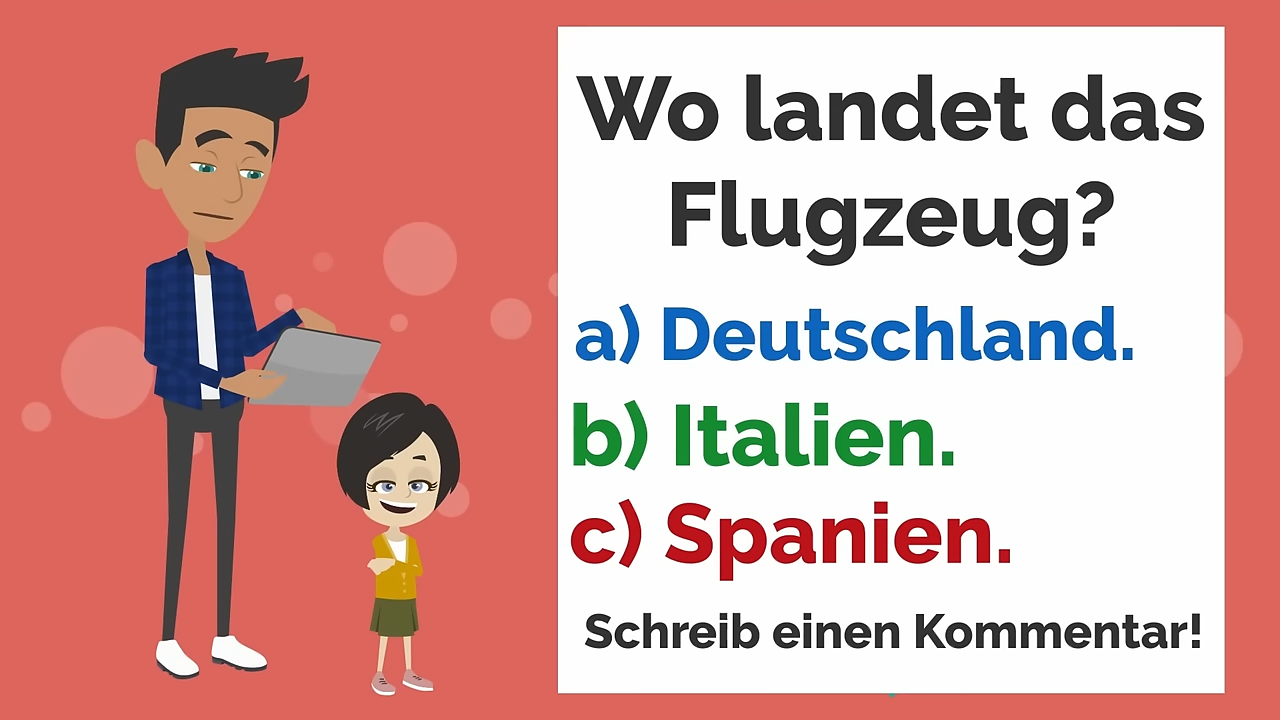 Wo landet das
Flugzeug?
a) Deutschland.
b) Italien.
c) Spanien.
Schreib einen Kommentar!